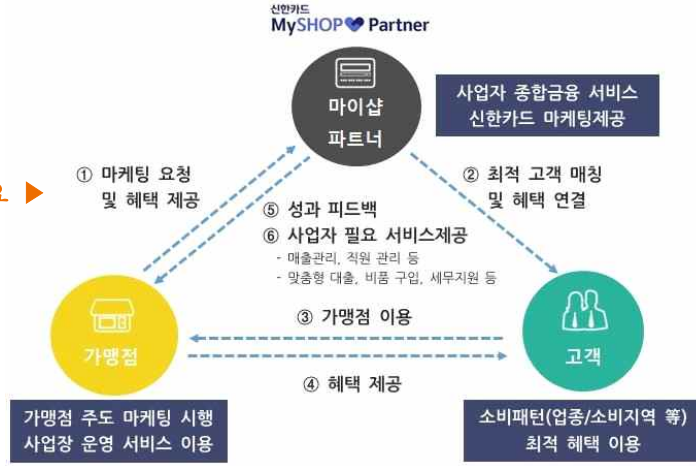 신한카드
MySHOP Partner
마이샵
파트너
사업자 종합금융 서비스
신한카드 마케팅제공
① 마케팅 요청
및 혜택 제공
② 최적 고객 매칭
및 혜택 연결
⑤ 성과 피드백
⑥ 사업자 필요 서비스제공
- 매출관리, 직원 관리 등
- 맞춤형 대출, 비품 구입, 세무지원 등
③ 가맹점 이용
가맹점
고객
④ 혜택 제공
가맹점 주도 마케팅 시행
사업장 운영 서비스 이용
소비패턴(업종/소비지역 等)
최적 혜택 이용